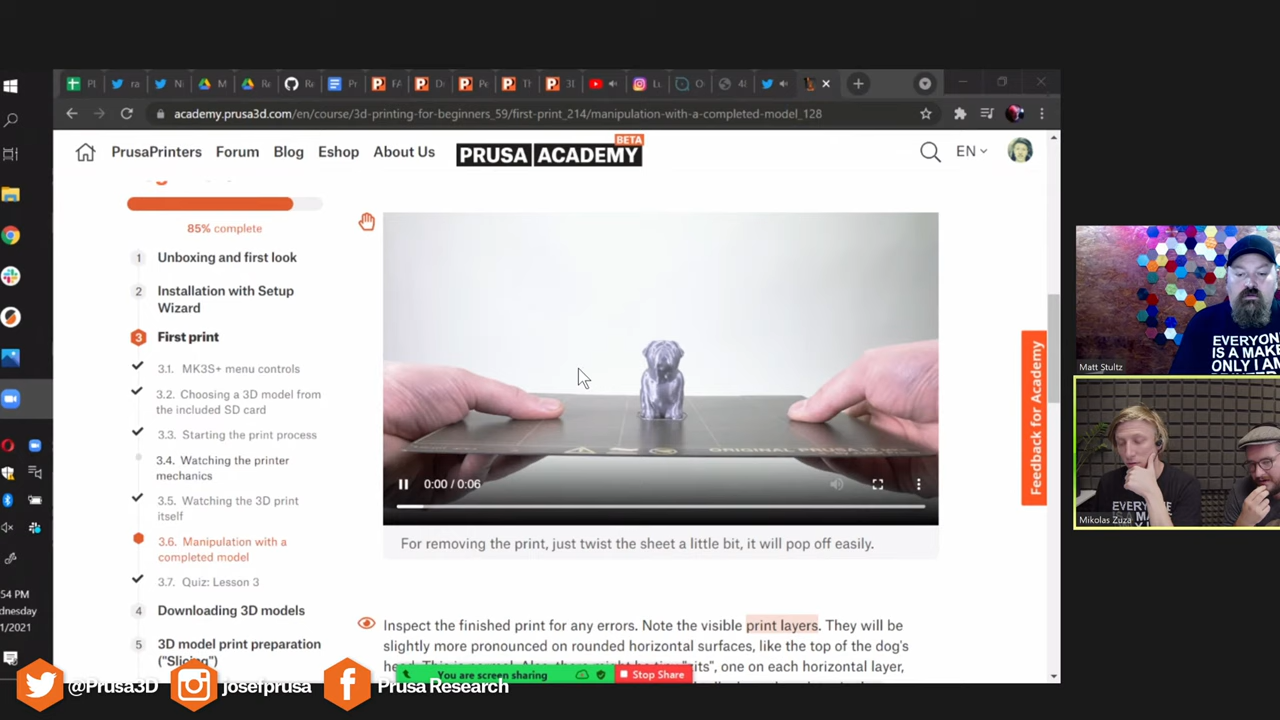 academy.prusa3d.com/en/course/3d-printing-for-beginners_59/first-print_214/manipulation-with-a-completed-model_128
PrusaPrinters Forum Blog Eshop About Us
PRUSA ACADEMY
BETA
EN
85% complete
1 Unboxing and first look
2 Installation with Setup
Wizard
3 First print
3.1. MK3S+ menu controls
3.2. Choosing a 3D model from
the included SD card
3.3. Starting the print process
3.4. Watching the printer
mechanics
3.5. Watching the 3D print
itself
3.6. Manipulation with a
completed model
3.7. Quiz: Lesson 3
4 Downloading 3D models
5 3D model print preparation
("Slicing")
ORIGINAL PRUSA
0:00 / 0:06
For removing the print, just twist the sheet a little bit, it will pop off easily.
Inspect the finished print for any errors. Note the visible print layers. They will be
slightly more pronounced on rounded horizontal surfaces, like the top of the dog's
one on each horizontal layer,
You are screen sharing
Stop Share
Feedback for Academy
EVERYONE
IS A MAKE
ONLY I AM
Matt Stultz
EVERYONE
Mikolas Zuza
@Prusa3D
josefprusa
Prusa Research